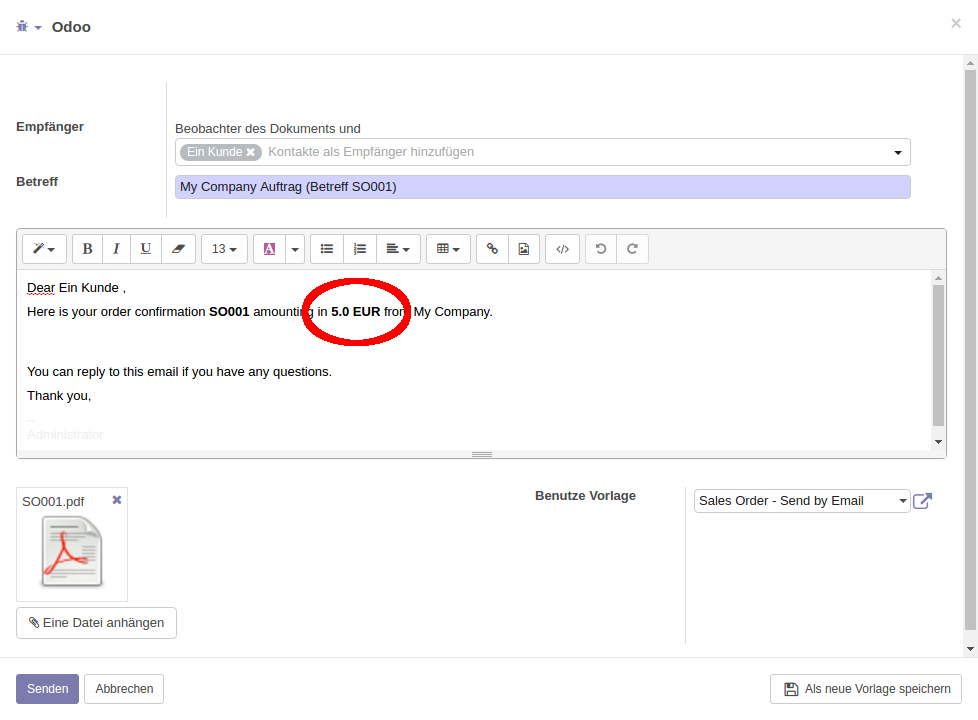 Odoo
×
Empfänger
Beobachter des Dokuments und
Ein Kunde ✖ Kontakte als Empfänger hinzufügen
Betreff
My Company Auftrag (Betreff SO001)
B I U 13 A </>
Dear Ein Kunde ,
Here is your order confirmation SO001 amounting in 5.0 EUR from My Company.
You can reply to this email if you have any questions.
Thank you,
--
Administrator
SO001.pdf ✖
Benutze Vorlage
Sales Order - Send by Email
Eine Datei anhängen
Senden
Abbrechen
Als neue Vorlage speichern